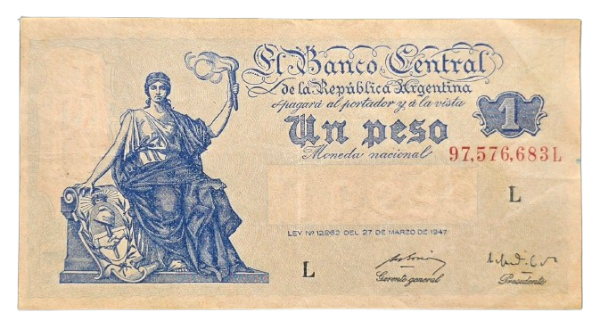 El Banco Central
de la República Argentina
pagará al portador y á la vista
1
Un peso
Moneda nacional
97,576,683L
L
LEY Nº 12.962 DEL 27 DE MARZO DE 1947
L
Gerente general
Presidente